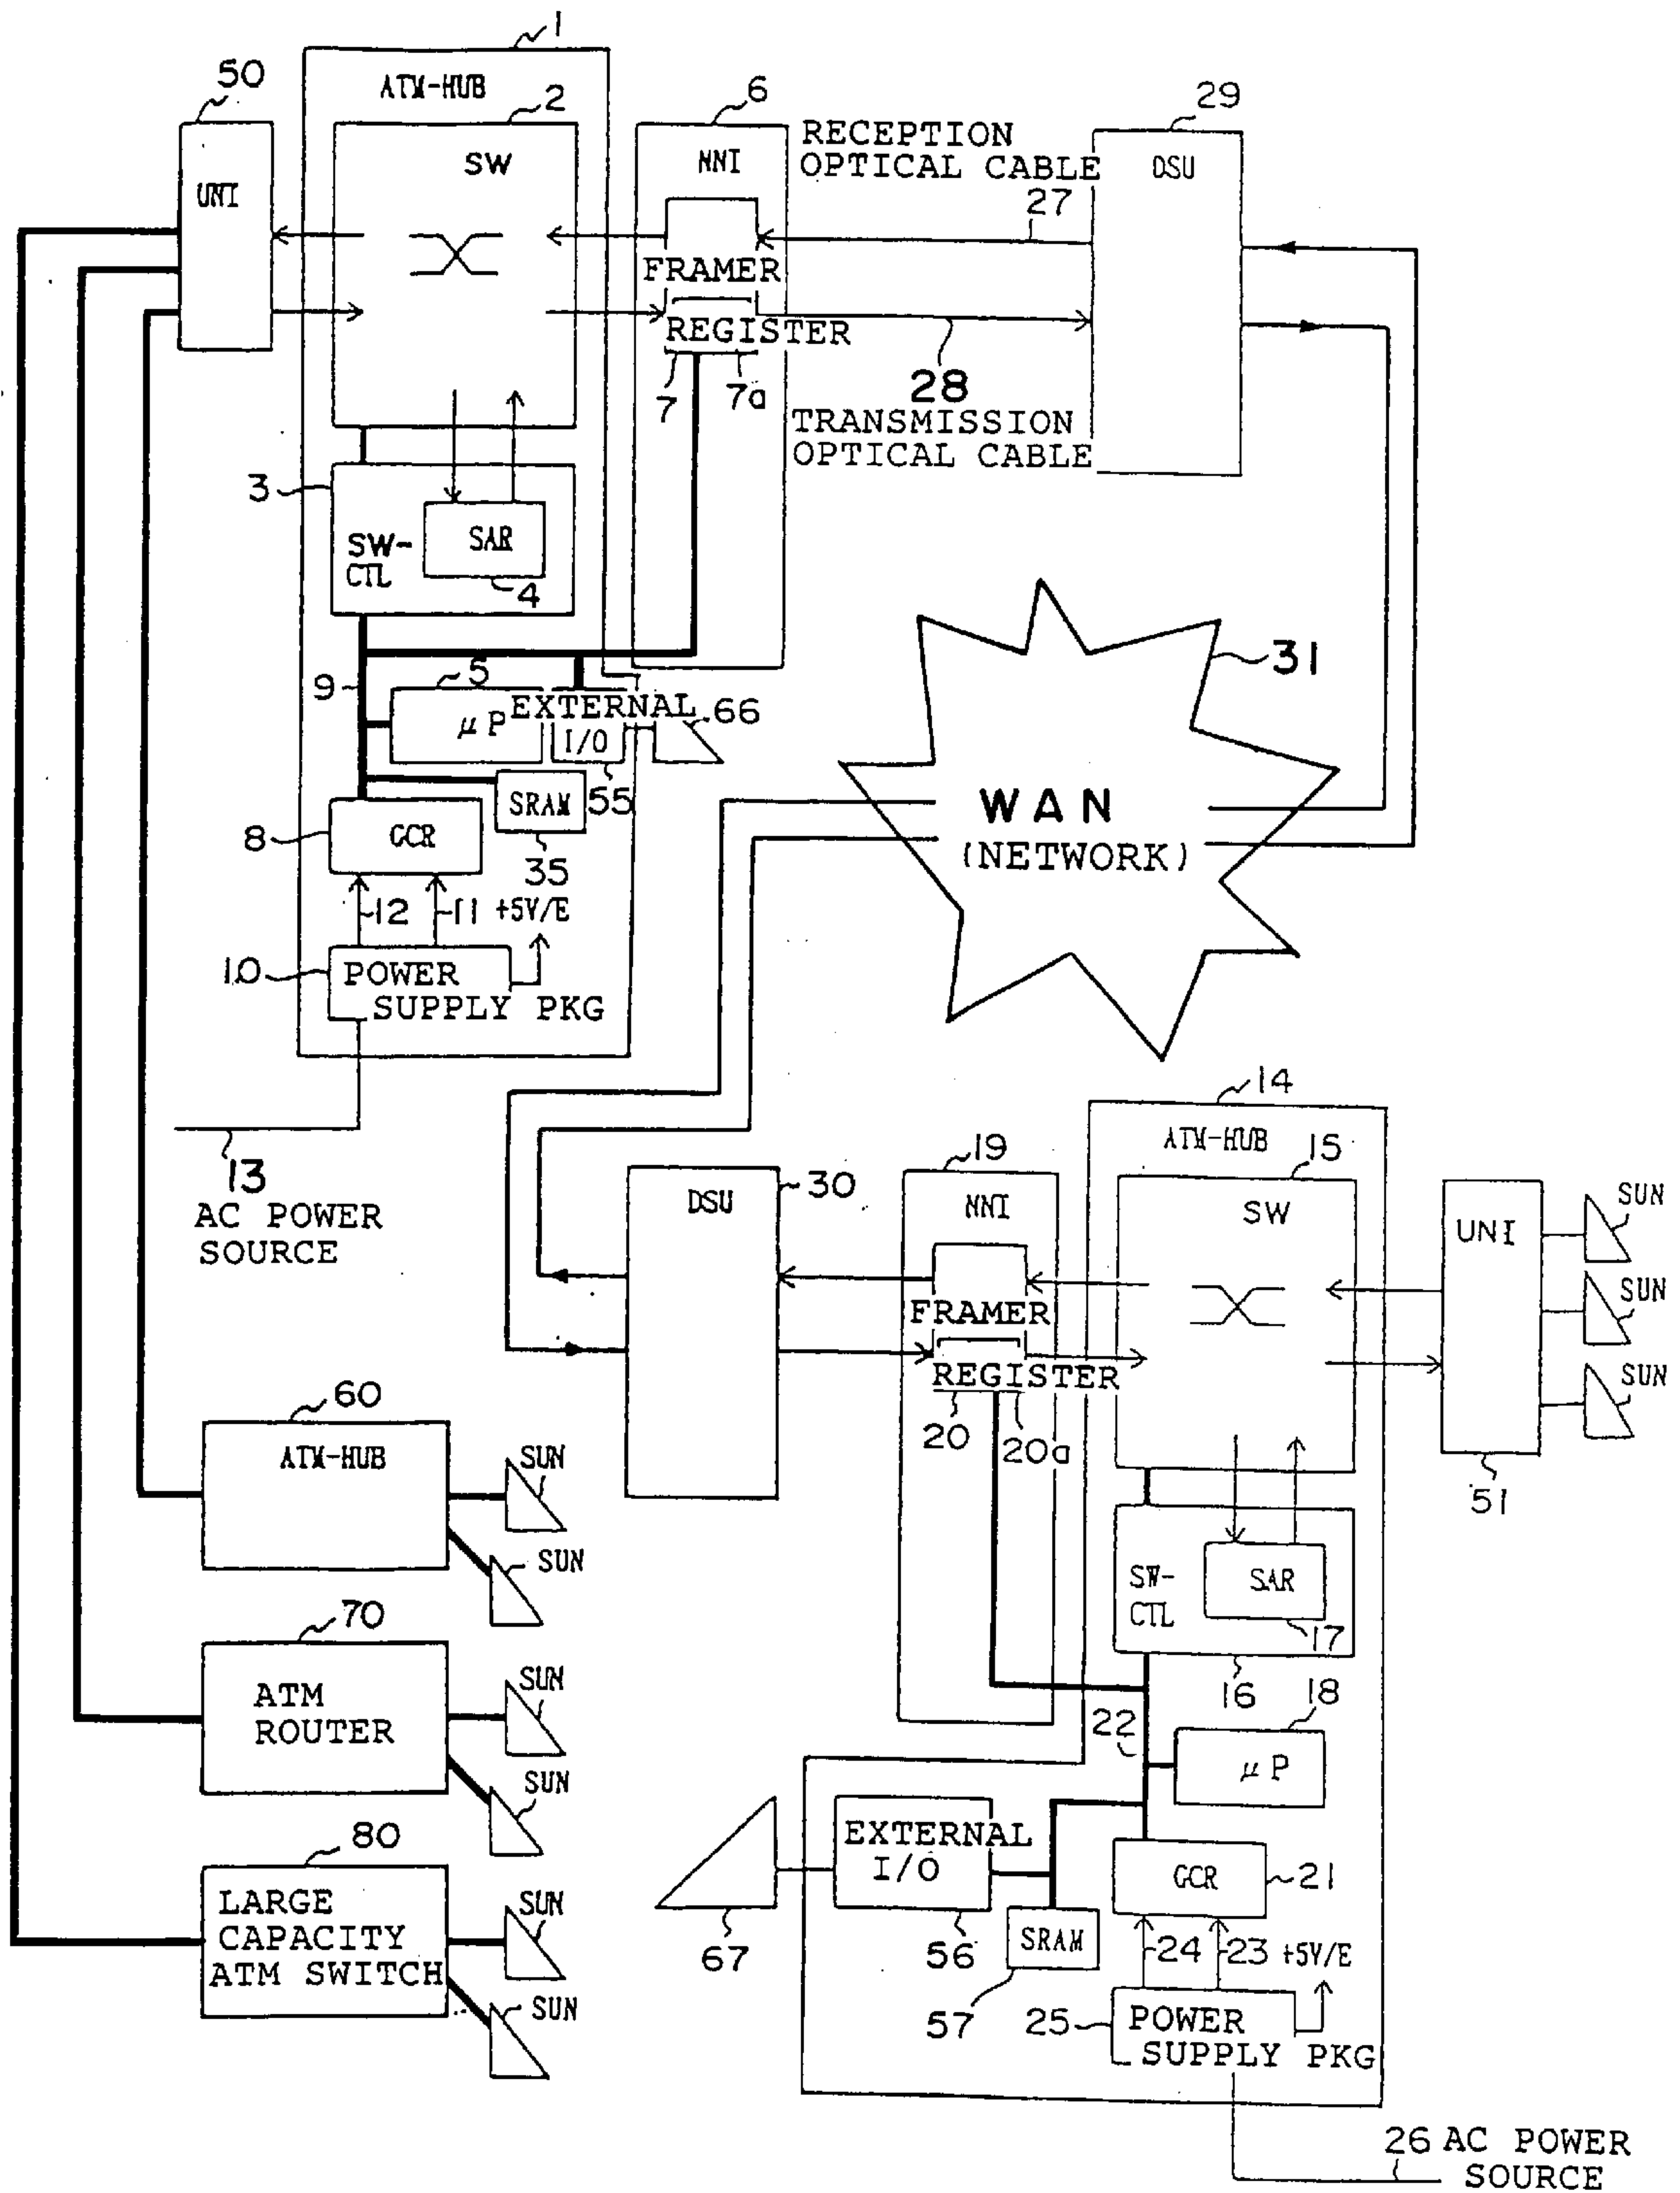 1
ATM-HUB
50
2
6
29
UNI
SW
NNI
RECEPTION
OPTICAL CABLE
DSU
27
FRAMER
REGISTER
7
7a
28
TRANSMISSION
OPTICAL CABLE
3
SW-
CTL
SAR
4
31
9
5
μP
EXTERNAL
I/O
66
55
SRAM
35
8
GCR
12
11
+5V/E
10
POWER
SUPPLY PKG
WAN
(NETWORK)
13
AC POWER
SOURCE
14
ATM-HUB
15
19
30
DSU
NNI
SW
UNI
SUN
SUN
SUN
FRAMER
REGISTER
20
20a
51
60
ATM-HUB
SUN
SUN
SW-
CTL
SAR
17
16
18
22
μP
70
ATM
ROUTER
SUN
SUN
80
LARGE
CAPACITY
ATM SWITCH
SUN
SUN
EXTERNAL
I/O
67
56
SRAM
57
GCR
21
24
23
+5V/E
25
POWER
SUPPLY PKG
26 AC POWER
SOURCE